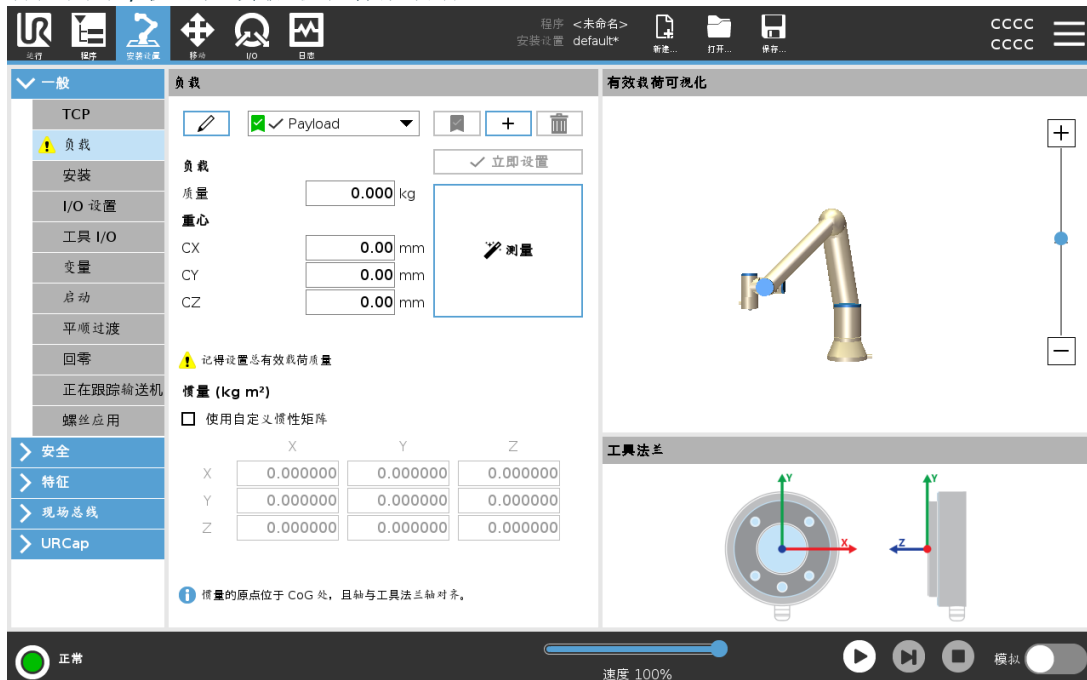 程序 <未命名>
安装设置 default*
UR
运行
程序
安装设置
移动
I/O
日志
新建...
打开...
保存...
CCCC
CCCC
一般
TCP
负载
安装
I/O 设置
工具 I/O
变量
启动
平顺过渡
回零
正在跟踪输送机
螺丝应用
安全
特征
现场总线
URCap
负载
Payload
负载
立即设置
质量 0.000 kg
重心
CX 0.00 mm
CY 0.00 mm
CZ 0.00 mm
测量
记得设置总有效载荷质量
惯量 (kg m²)
使用自定义惯性矩阵
X Y Z
X 0.000000 0.000000 0.000000
Y 0.000000 0.000000 0.000000
Z 0.000000 0.000000 0.000000
惯量的原点位于 CoG 处，且轴与工具法兰轴对齐。
有效载荷可视化
工具法兰
Y
X
Y
Z
正常
速度 100%
模拟